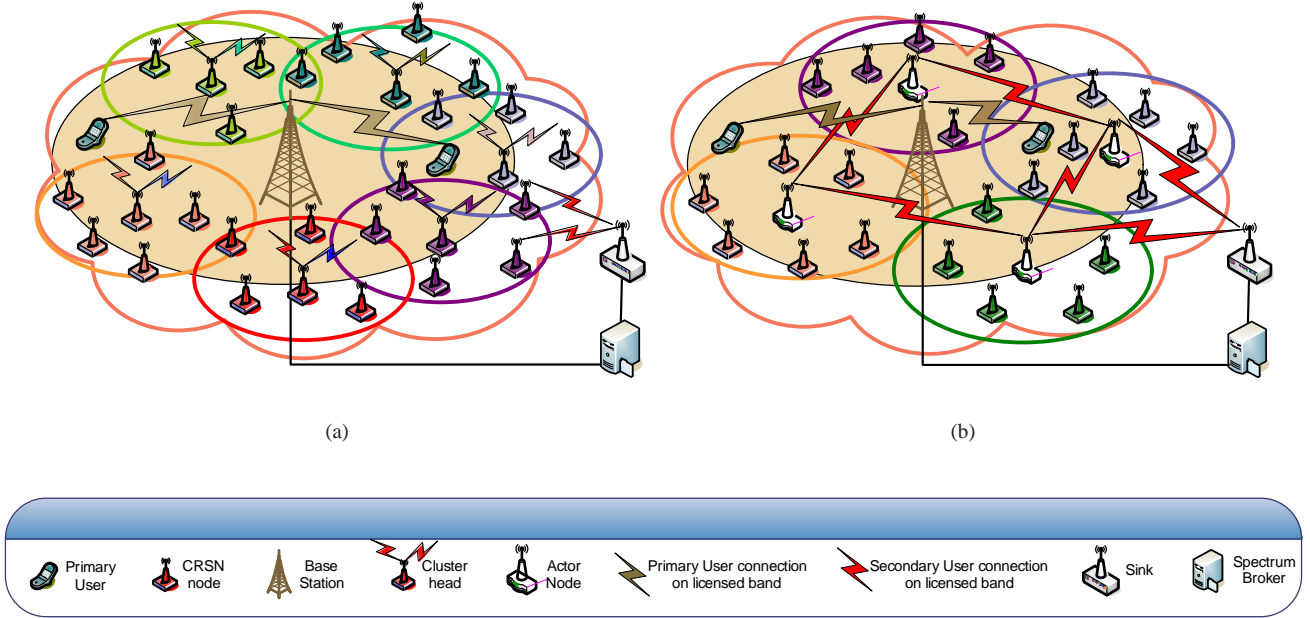 (a)
(b)
Primary
User
CRSN
node
Base
Station
Cluster
head
Actor
Node
Primary User connection
on licensed band
Secondary User connection
on licensed band
Sink
Spectrum
Broker